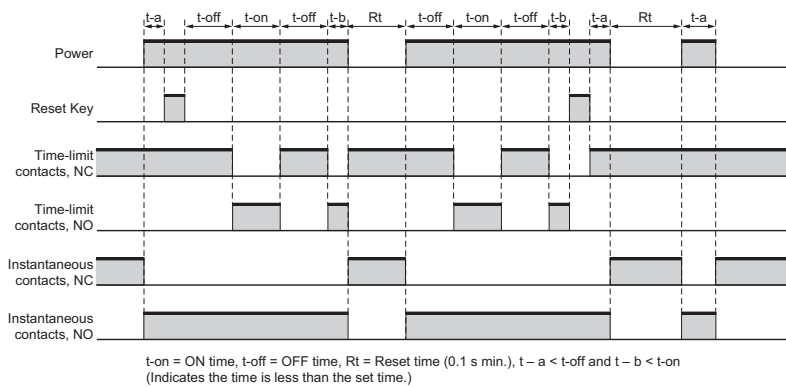 t-a t-off t-on t-off t-b Rt t-off t-on t-off t-b t-a Rt t-a
Power
Reset Key
Time-limit
contacts, NC
Time-limit
contacts, NO
Instantaneous
contacts, NC
Instantaneous
contacts, NO
t-on = ON time, t-off = OFF time, Rt = Reset time (0.1 s min.), t – a < t-off and t – b < t-on
(Indicates the time is less than the set time.)